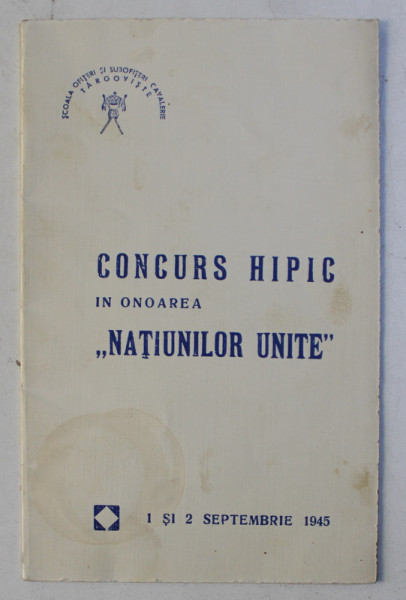 ŞCOALA OFIŢERI ŞI SUBOFIŢERI CAVALERIE
TÂRGOVIŞTE
CONCURS HIPIC
IN ONOAREA
„NAŢIUNILOR UNITE”
1 ŞI 2 SEPTEMBRIE 1945